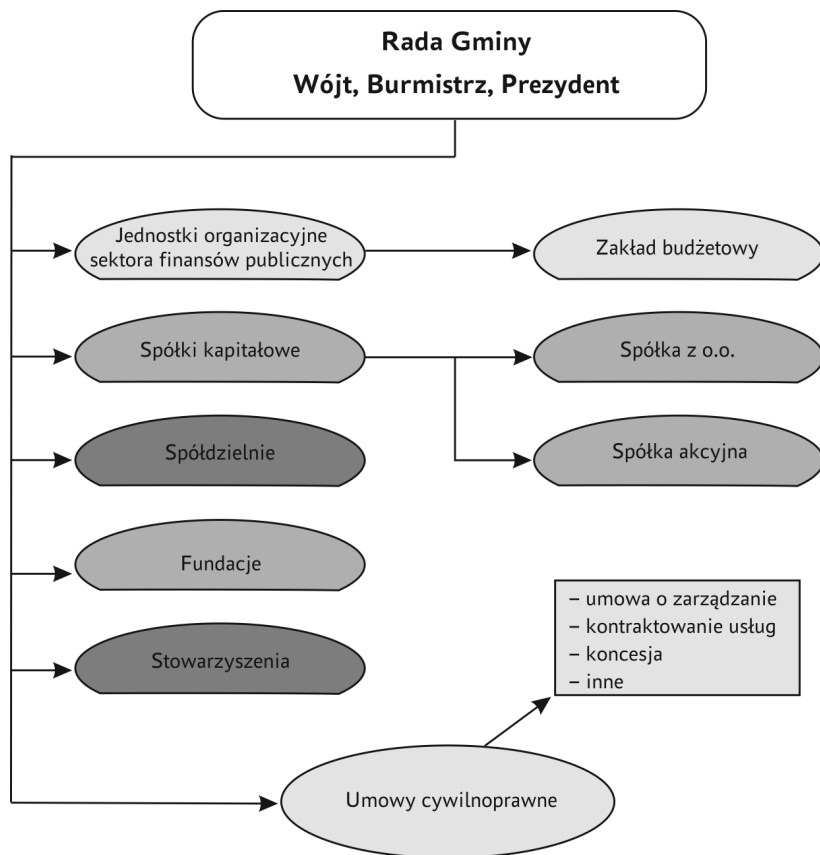 Rada Gminy
Wójt, Burmistrz, Prezydent
Jednostki organizacyjne
sektora finansów publicznych
Zakład budżetowy
Spółki kapitałowe
Spółka z o.o.
Spółdzielnie
Spółka akcyjna
Fundacje
Stowarzyszenia
– umowa o zarządzanie
– kontraktowanie usług
– koncesja
– inne
Umowy cywilnoprawne